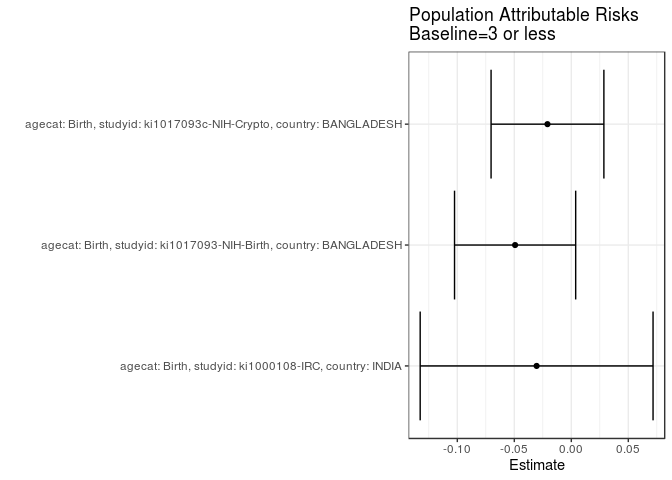 Population Attributable Risks
Baseline=3 or less
agecat: Birth, studyid: ki1017093c-NIH-Crypto, country: BANGLADESH
agecat: Birth, studyid: ki1017093-NIH-Birth, country: BANGLADESH
agecat: Birth, studyid: ki1000108-IRC, country: INDIA
-0.10 -0.05 0.00 0.05
Estimate